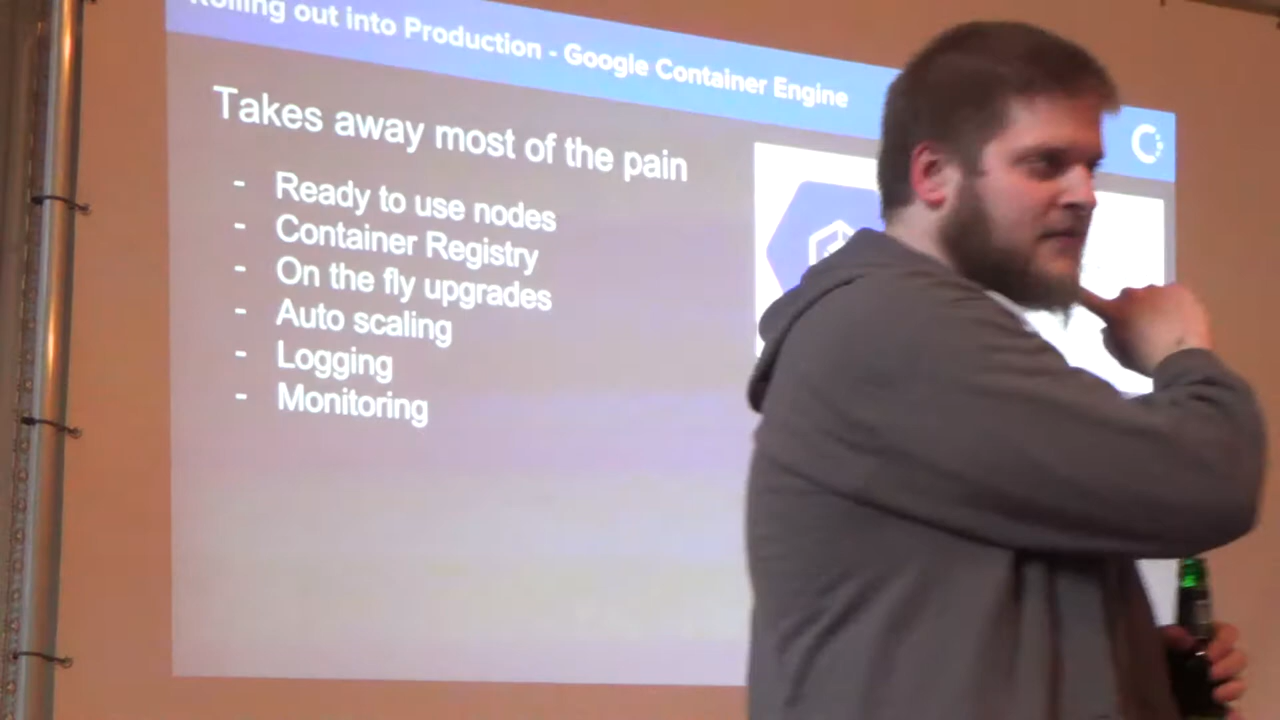 Rolling out into Production - Google Container Engine
Takes away most of the pain
- Ready to use nodes
- Container Registry
- On the fly upgrades
- Auto scaling
- Logging
- Monitoring